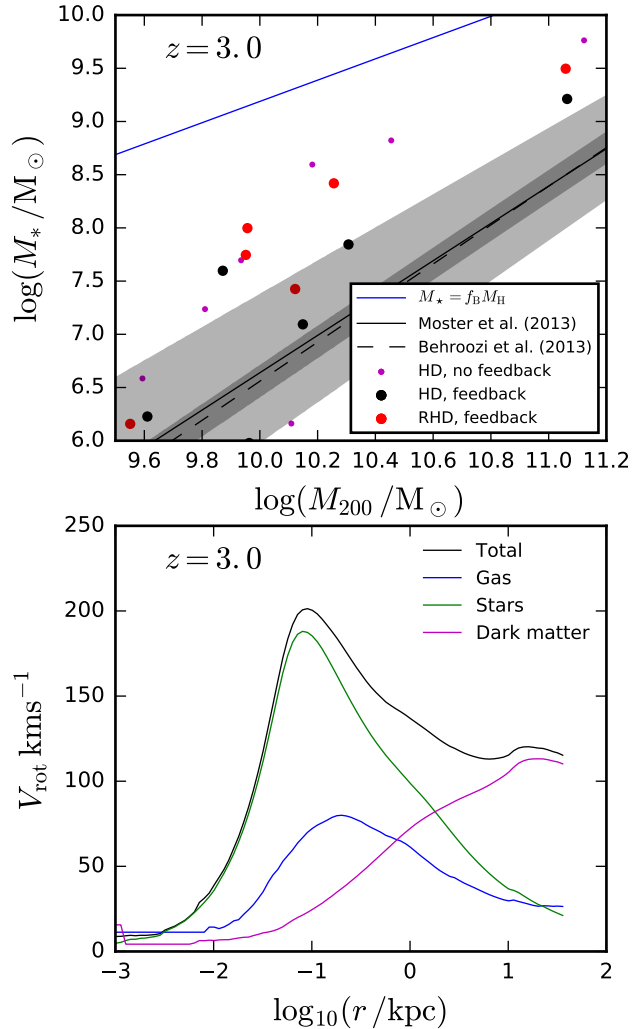 z = 3.0
10.0
9.5
9.0
8.5
8.0
7.5
7.0
6.5
6.0
log(M* /M⊙)
M⋆ = fB MH
Moster et al. (2013)
Behroozi et al. (2013)
HD, no feedback
HD, feedback
RHD, feedback
9.6 9.8 10.0 10.2 10.4 10.6 10.8 11.0 11.2
log(M200 /M⊙)
z = 3.0
250
200
150
100
50
0
Vrot kms−1
Total
Gas
Stars
Dark matter
−3 −2 −1 0 1 2
log10(r /kpc)